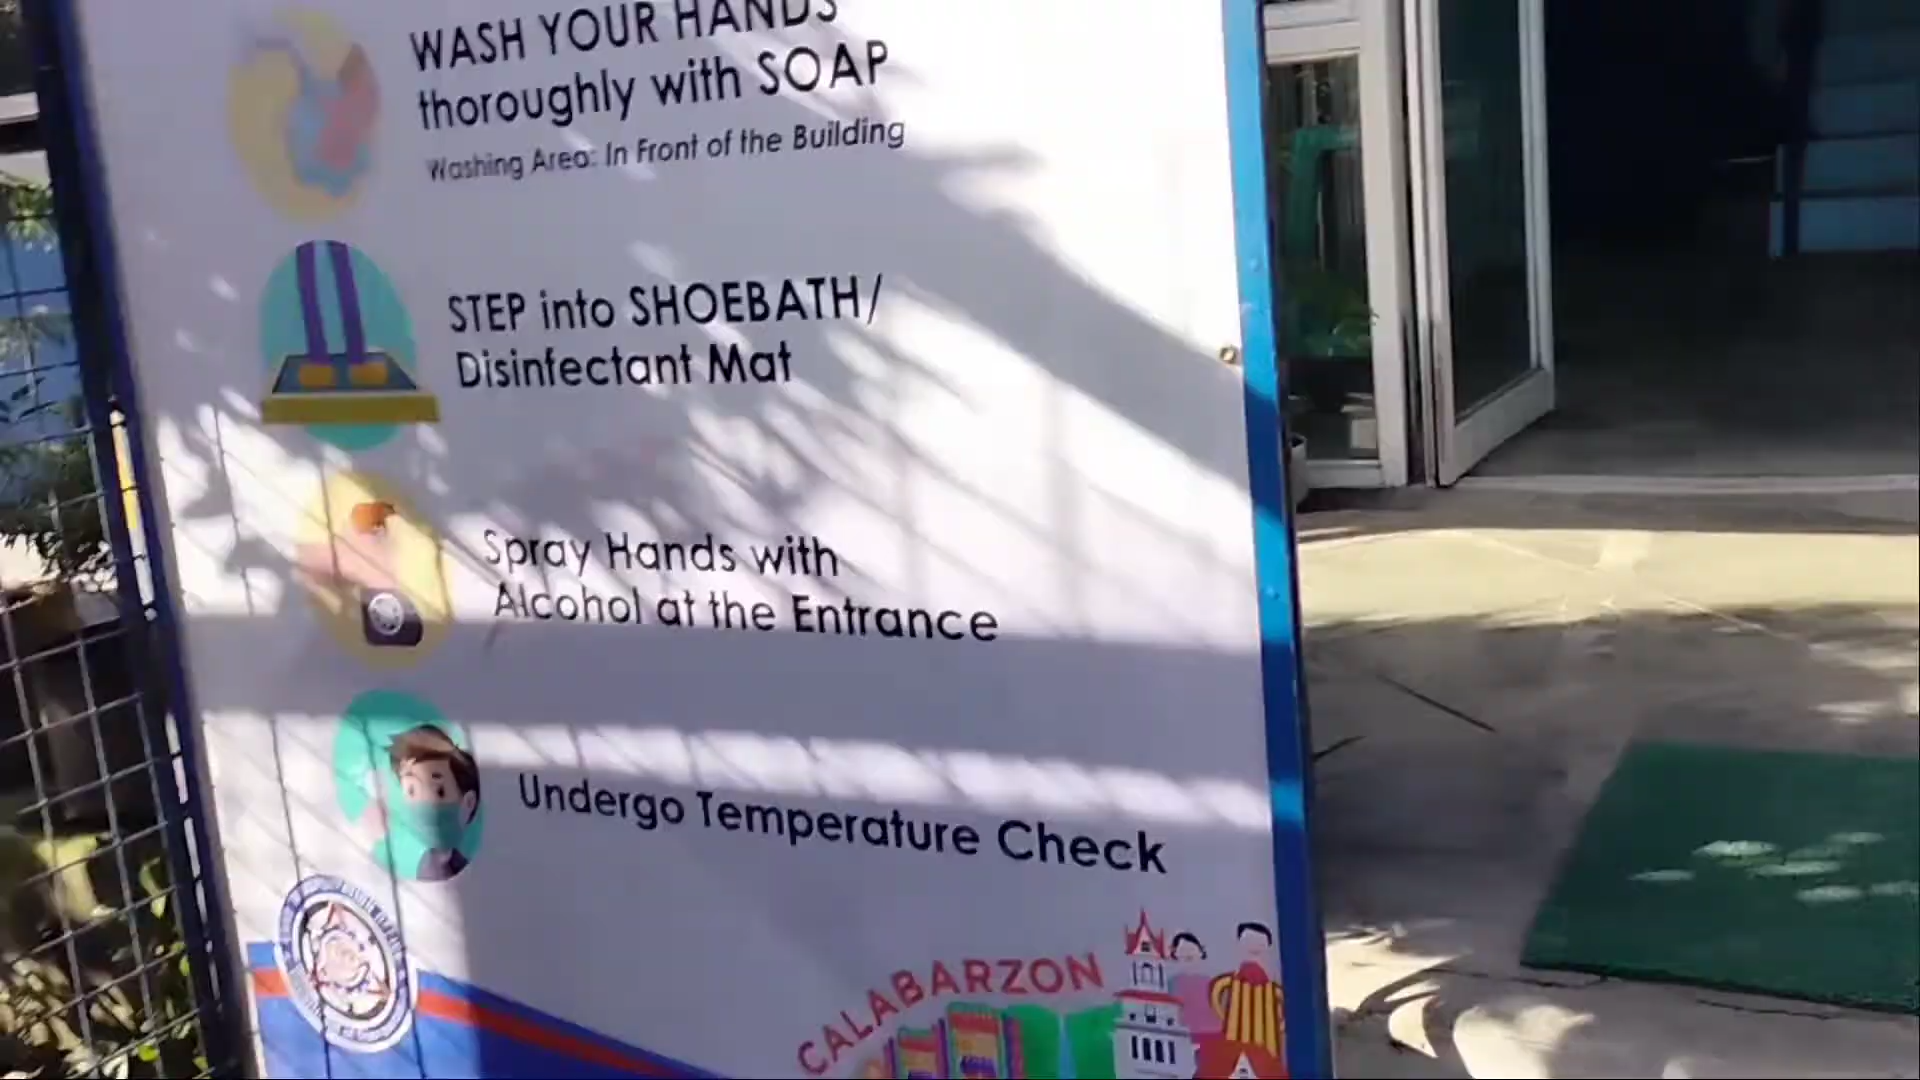 WASH YOUR HANDS
thoroughly with SOAP
Washing Area: In Front of the Building
STEP into SHOEBATH/
Disinfectant Mat
Spray Hands with
Alcohol at the Entrance
Undergo Temperature Check
CALABARZON